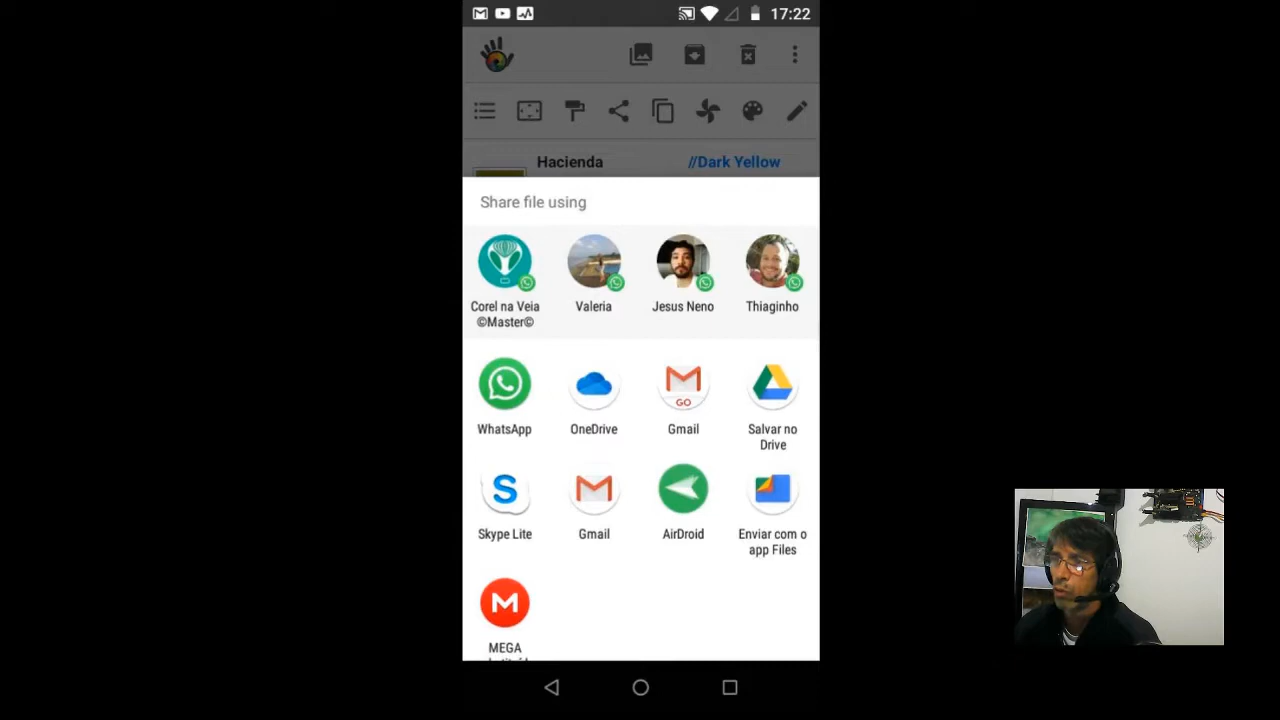 17:22
Hacienda //Dark Yellow
Share file using
Corel na Veia
©Master©
Valeria
Jesus Neno
Thiaginho
WhatsApp
GO
OneDrive
Gmail
Salvar no
Drive
S
Skype Lite
Gmail
AirDroid
Enviar com o
app Files
M
MEGA